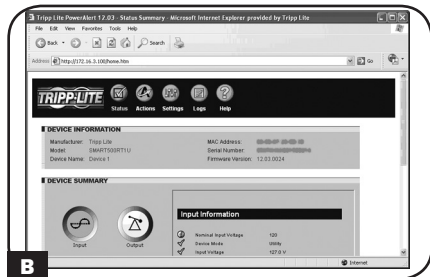 Tripp Lite PowerAlert 12.03 - Status Summary - Microsoft Internet Explorer provided by Tripp Lite
File Edit View Favorites Tools Help
Back Search
Address http://172.16.3.100/home.htm Go
TRIPP·LITE
Status Actions Settings Logs Help
DEVICE INFORMATION
Manufacturer: Tripp Lite MAC Address:
Model: SMART500RT1U Serial Number:
Device Name: Device 1 Firmware Version: 12.03.0024
DEVICE SUMMARY
Input Output
Input Information
Nominal Input Voltage 120
Device Mode Utility
Input Voltage 127.0 V
Internet
B